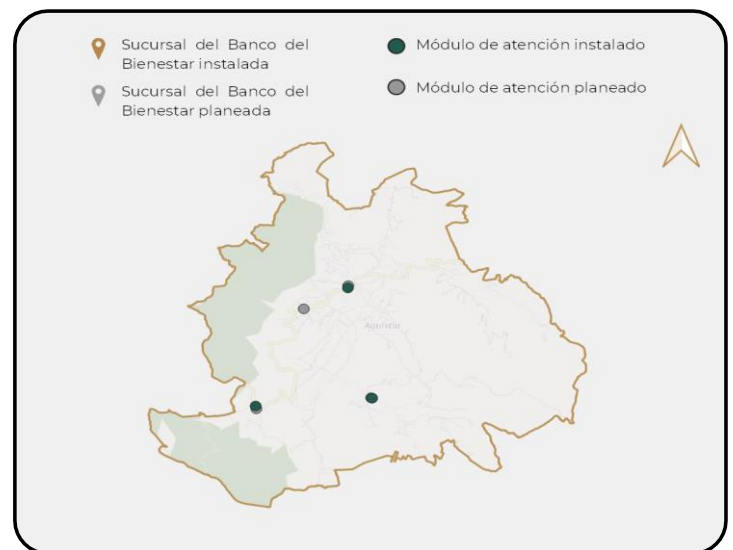 Sucursal del Banco del
Bienestar instalada
Sucursal del Banco del
Bienestar planeada
Módulo de atención instalado
Módulo de atención planeado